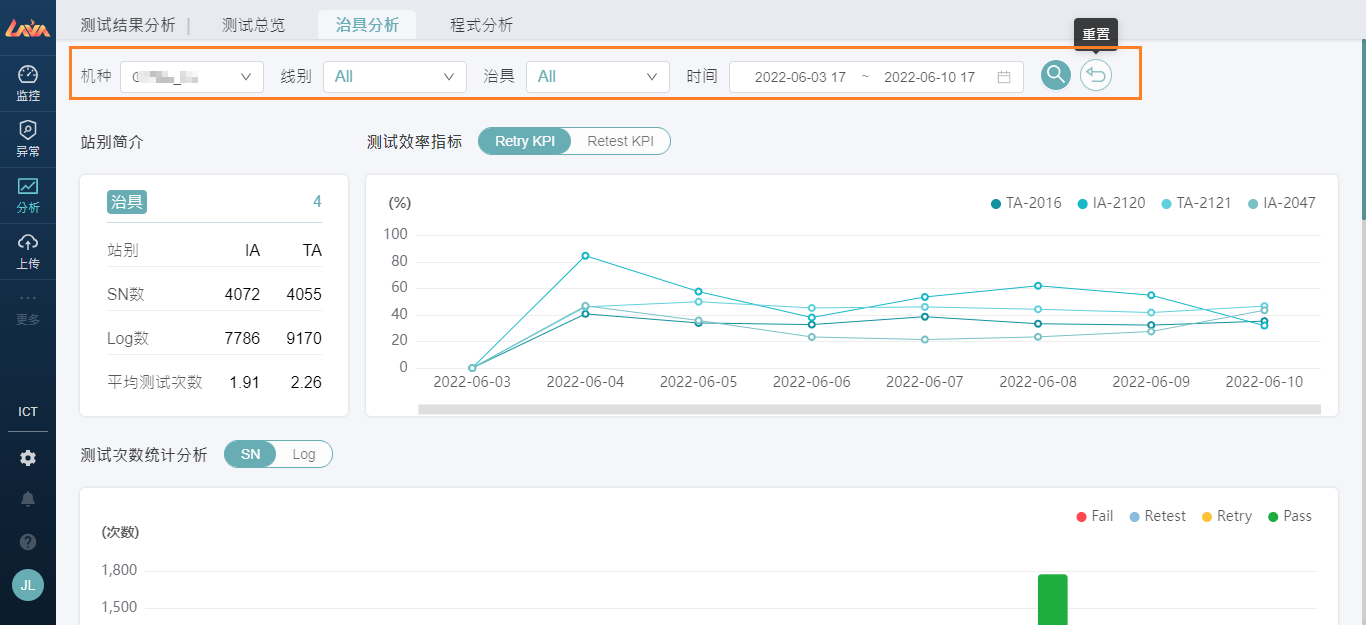 测试结果分析 | 测试总览 治具分析 程式分析
重置
LAVA
机种 线别 All 治具 All 时间 2022-06-03 17 ~ 2022-06-10 17
监控
异常
分析
上传
...
更多
ICT
JL
站别简介
治具 4
站别 IA TA
SN数 4072 4055
Log数 7786 9170
平均测试次数 1.91 2.26
测试效率指标 Retry KPI Retest KPI
(%)
TA-2016 IA-2120 TA-2121 IA-2047
100
80
60
40
20
0
2022-06-03 2022-06-04 2022-06-05 2022-06-06 2022-06-07 2022-06-08 2022-06-09 2022-06-10
测试次数统计分析 SN Log
Fail Retest Retry Pass
(次数)
1,800
1,500